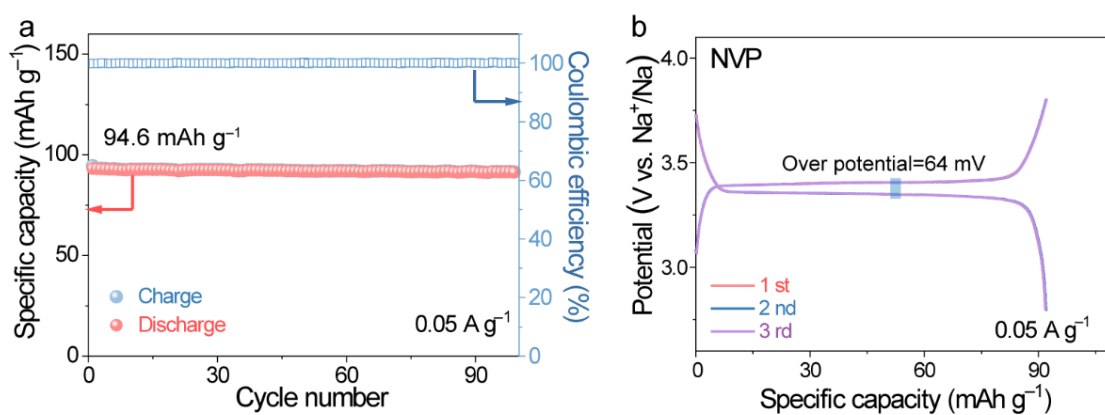 a
Specific capacity (mAh g⁻¹)
150
100
50
0
94.6 mAh g⁻¹
Charge
Discharge
0.05 A g⁻¹
0
30
60
90
Cycle number
100
80
60
40
20
0
Coulombic efficiency (%)
b
Potential (V vs. Na⁺/Na)
4.0
3.5
3.0
NVP
Over potential=64 mV
1 st
2 nd
3 rd
0.05 A g⁻¹
0
30
60
90
Specific capacity (mAh g⁻¹)